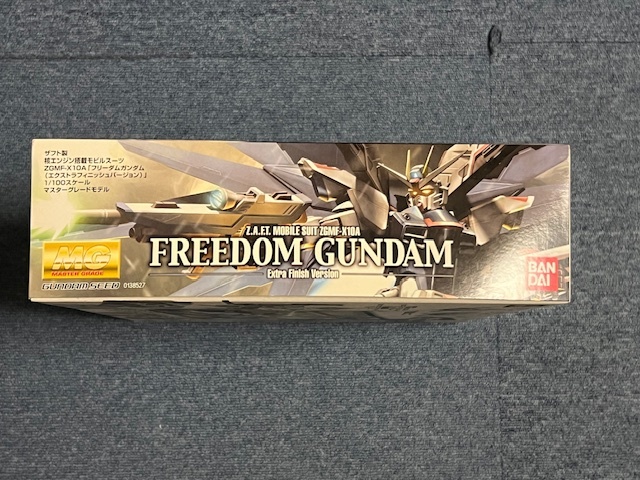 ザフト製
核エンジン搭載モビルスーツ
ZGMF-X10A「フリーダムガンダム
(エクストラフィニッシュバージョン)」
1/100スケール
マスターグレードモデル
Z.A.F.T. MOBILE SUIT ZGMF-X10A
FREEDOM GUNDAM
Extra Finish Version
MG
MASTER GRADE
GUNDAM SEED 0138527
BAN
DAI